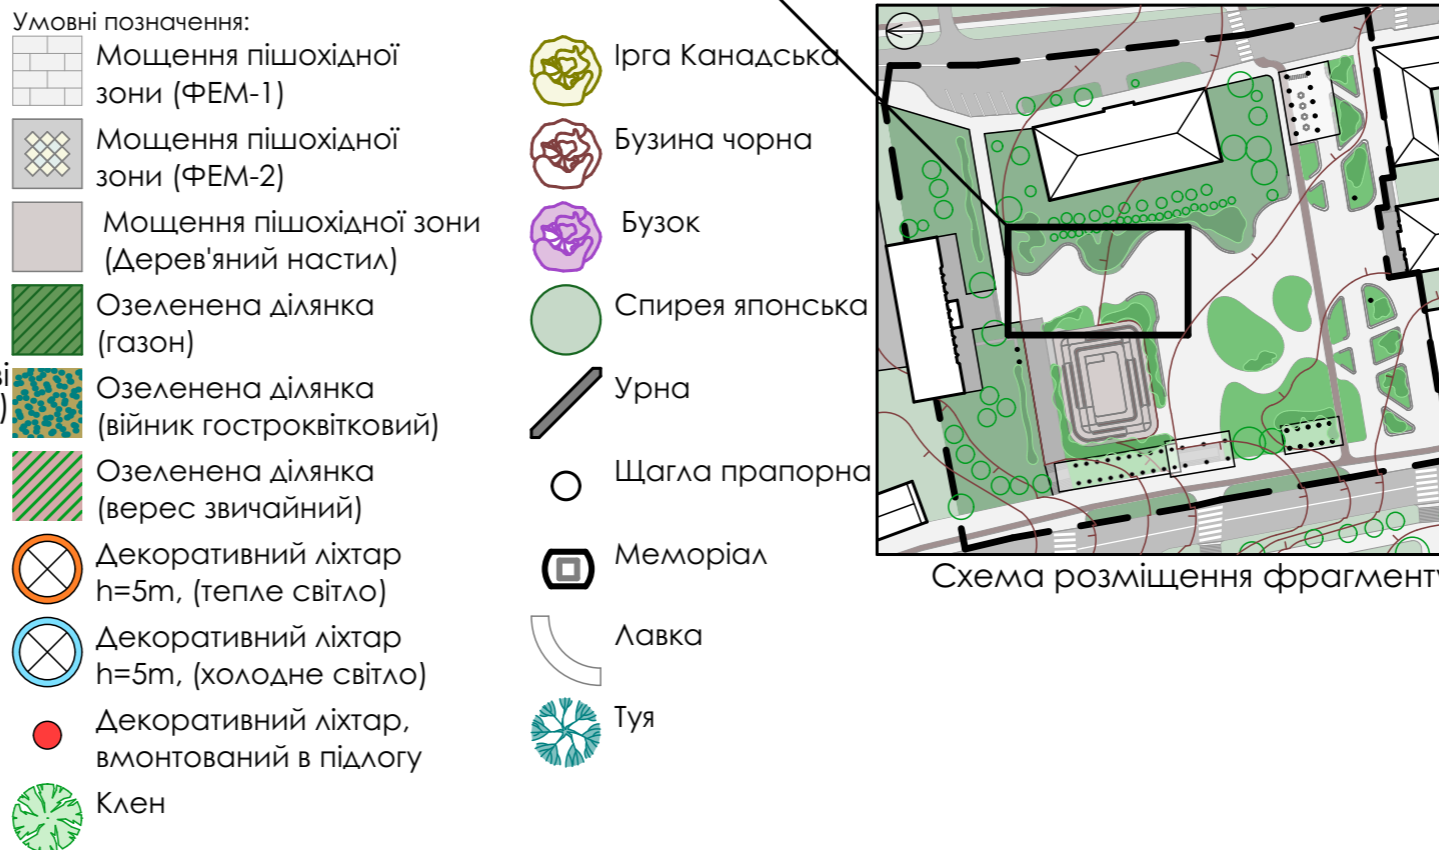 Умовні позначення:
Мощення пішохідної
зони (ФЕМ-1)
Мощення пішохідної
зони (ФЕМ-2)
Мощення пішохідної зони
(Дерев'яний настил)
Озеленена ділянка
(газон)
Озеленена ділянка
(війник гостроквітковий)
Озеленена ділянка
(верес звичайний)
Декоративний ліхтар
h=5m, (тепле світло)
Декоративний ліхтар
h=5m, (холодне світло)
Декоративний ліхтар,
вмонтований в підлогу
Клен
Ірга Канадська
Бузина чорна
Бузок
Спирея японська
Урна
Щагла прапорна
Меморіал
Лавка
Туя
Схема розміщення фрагменту